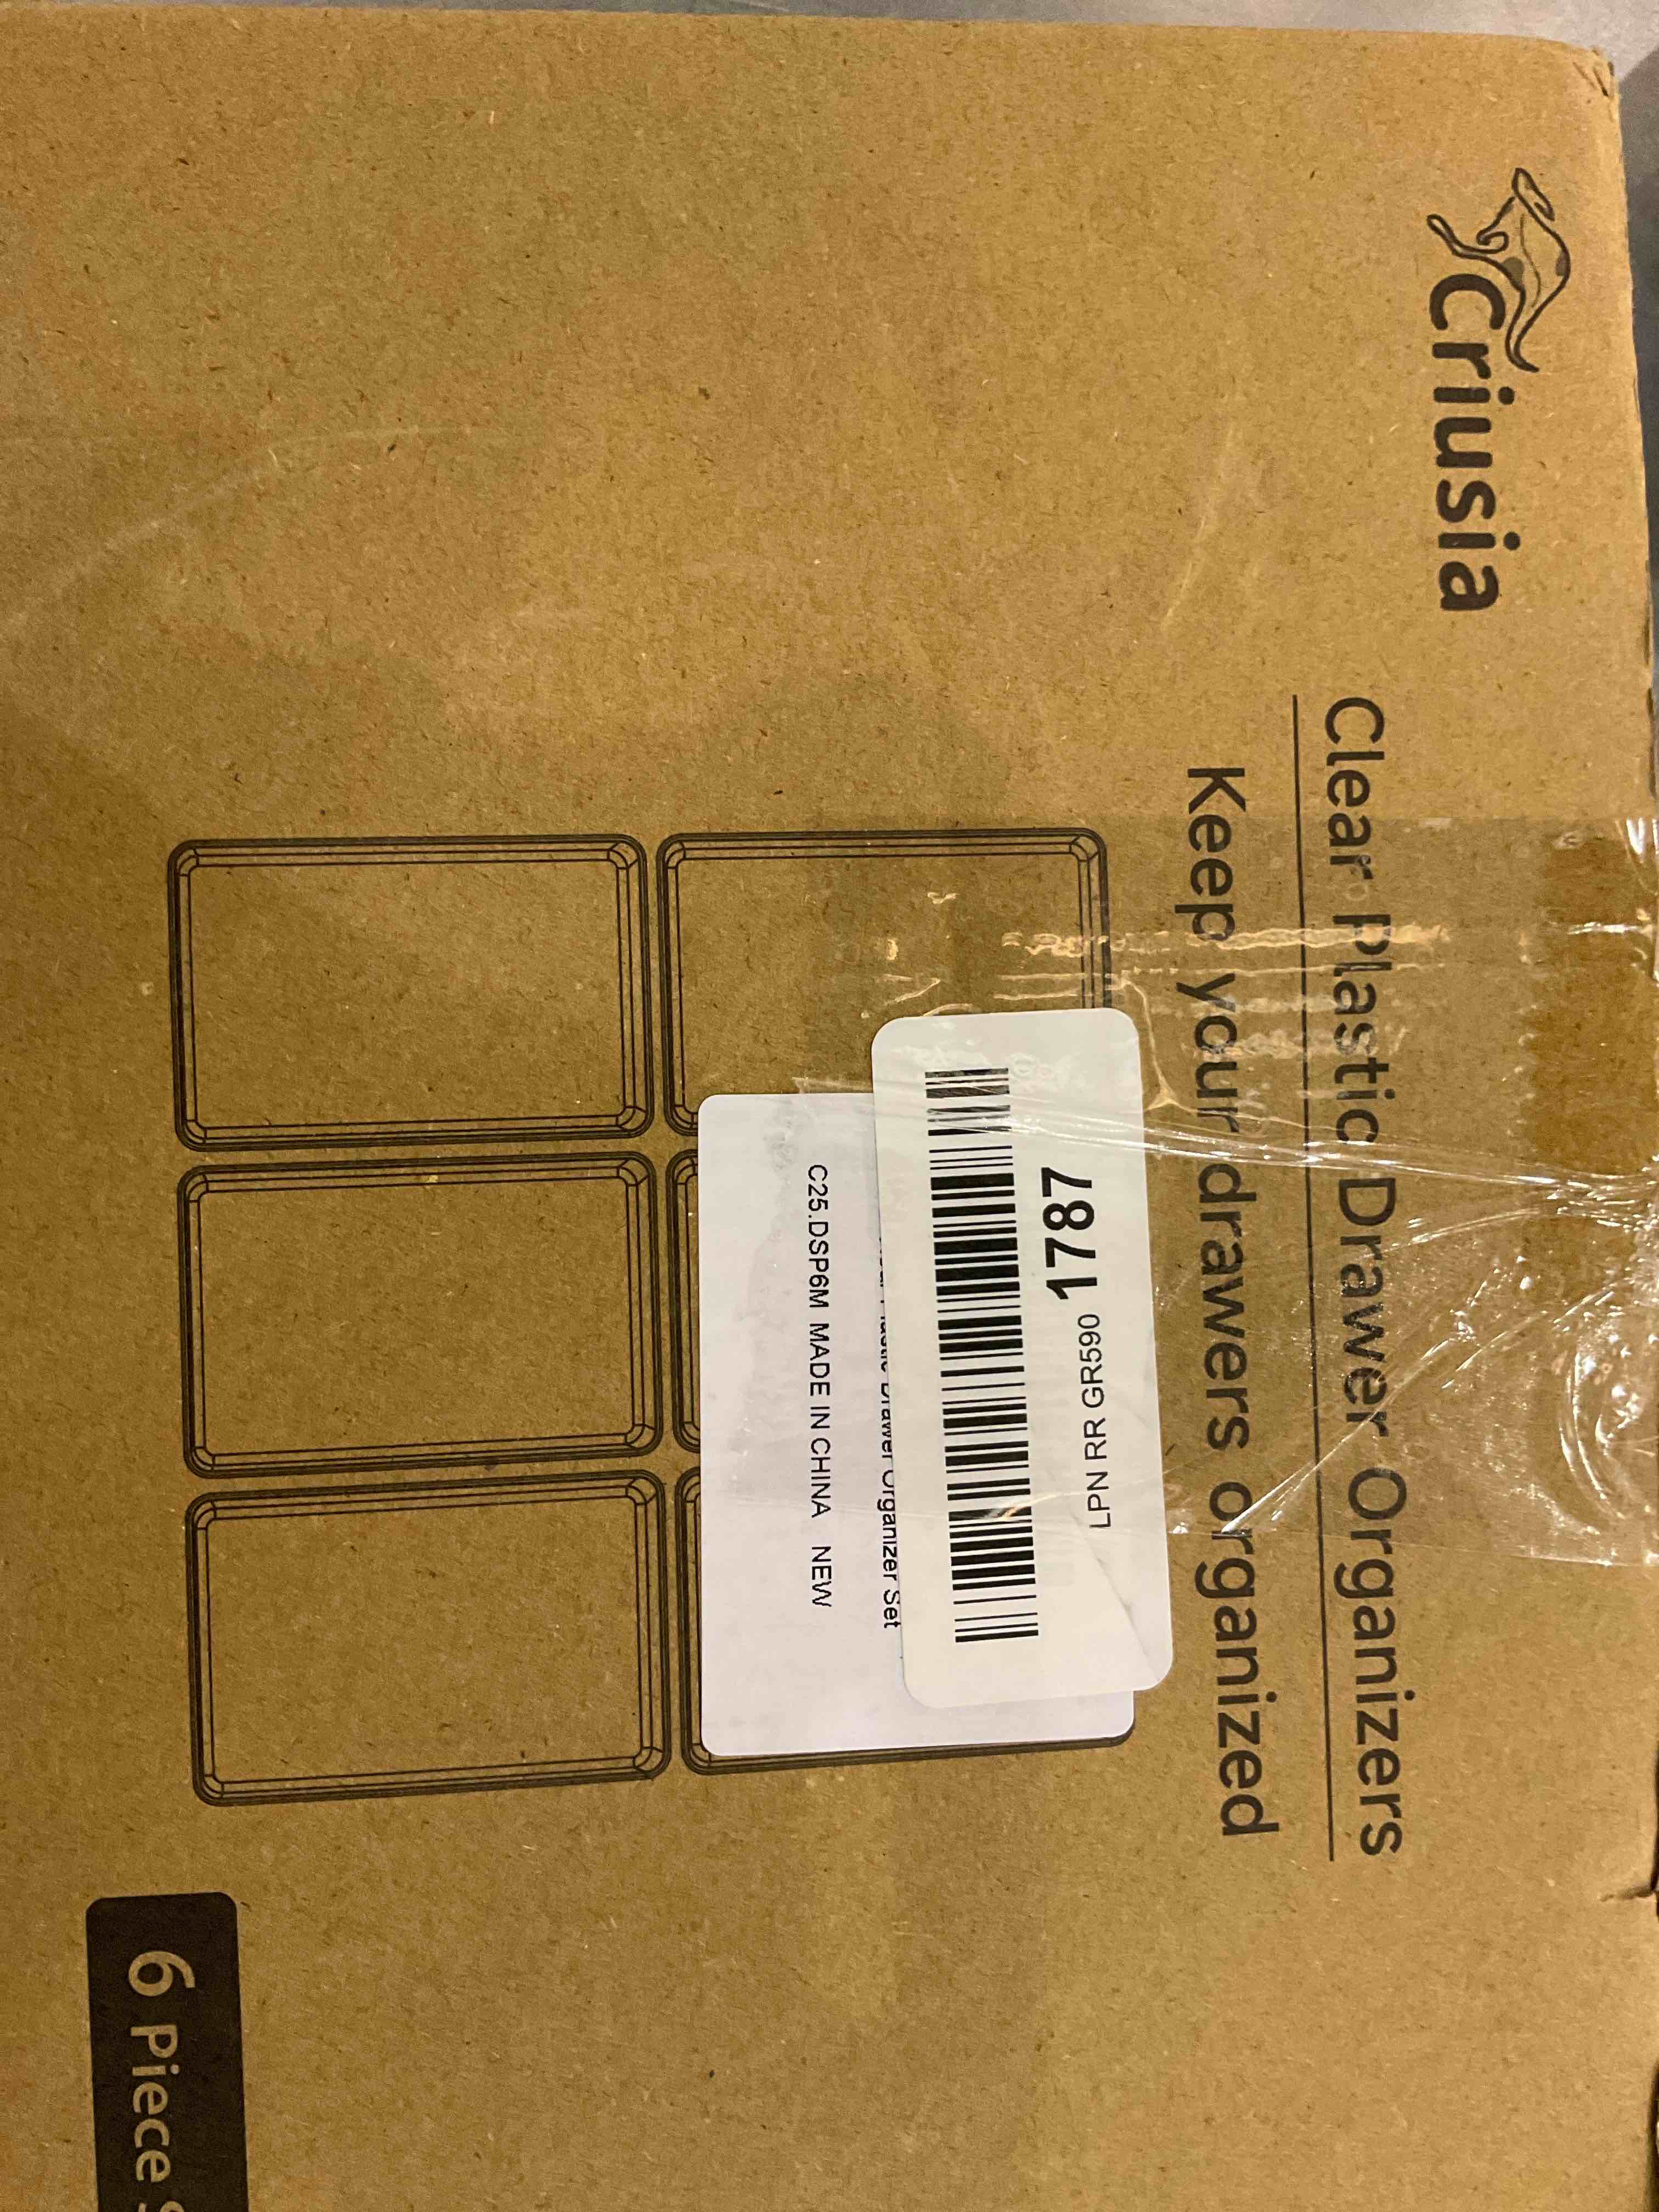 Criusia
Clear Plastic Drawer Organizers
Keep your drawers organized
1787
LPN RR GR590
Drawer Organizer Set
C25.DSP6M MADE IN CHINA NEW
6 Piece